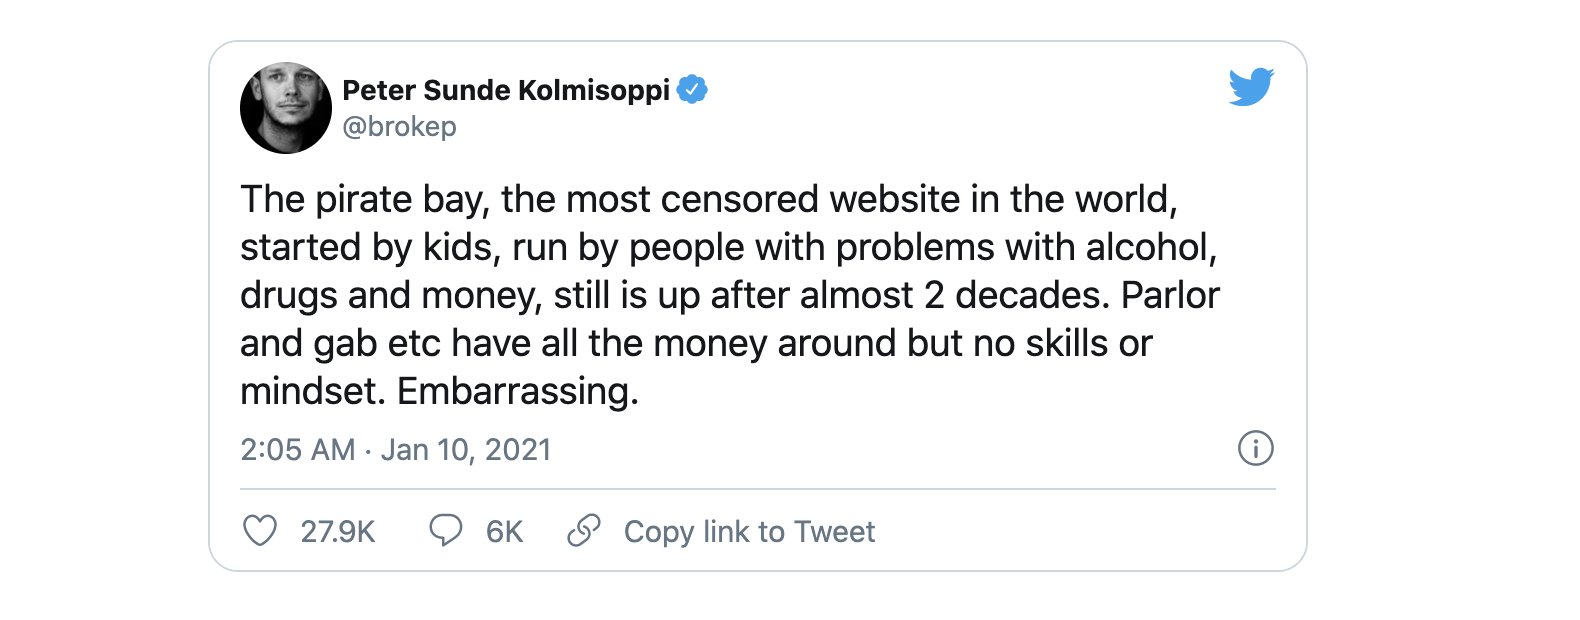 Peter Sunde Kolmisoppi
@brokep
The pirate bay, the most censored website in the world,
started by kids, run by people with problems with alcohol,
drugs and money, still is up after almost 2 decades. Parlor
and gab etc have all the money around but no skills or
mindset. Embarrassing.
2:05 AM · Jan 10, 2021
27.9K 6K Copy link to Tweet